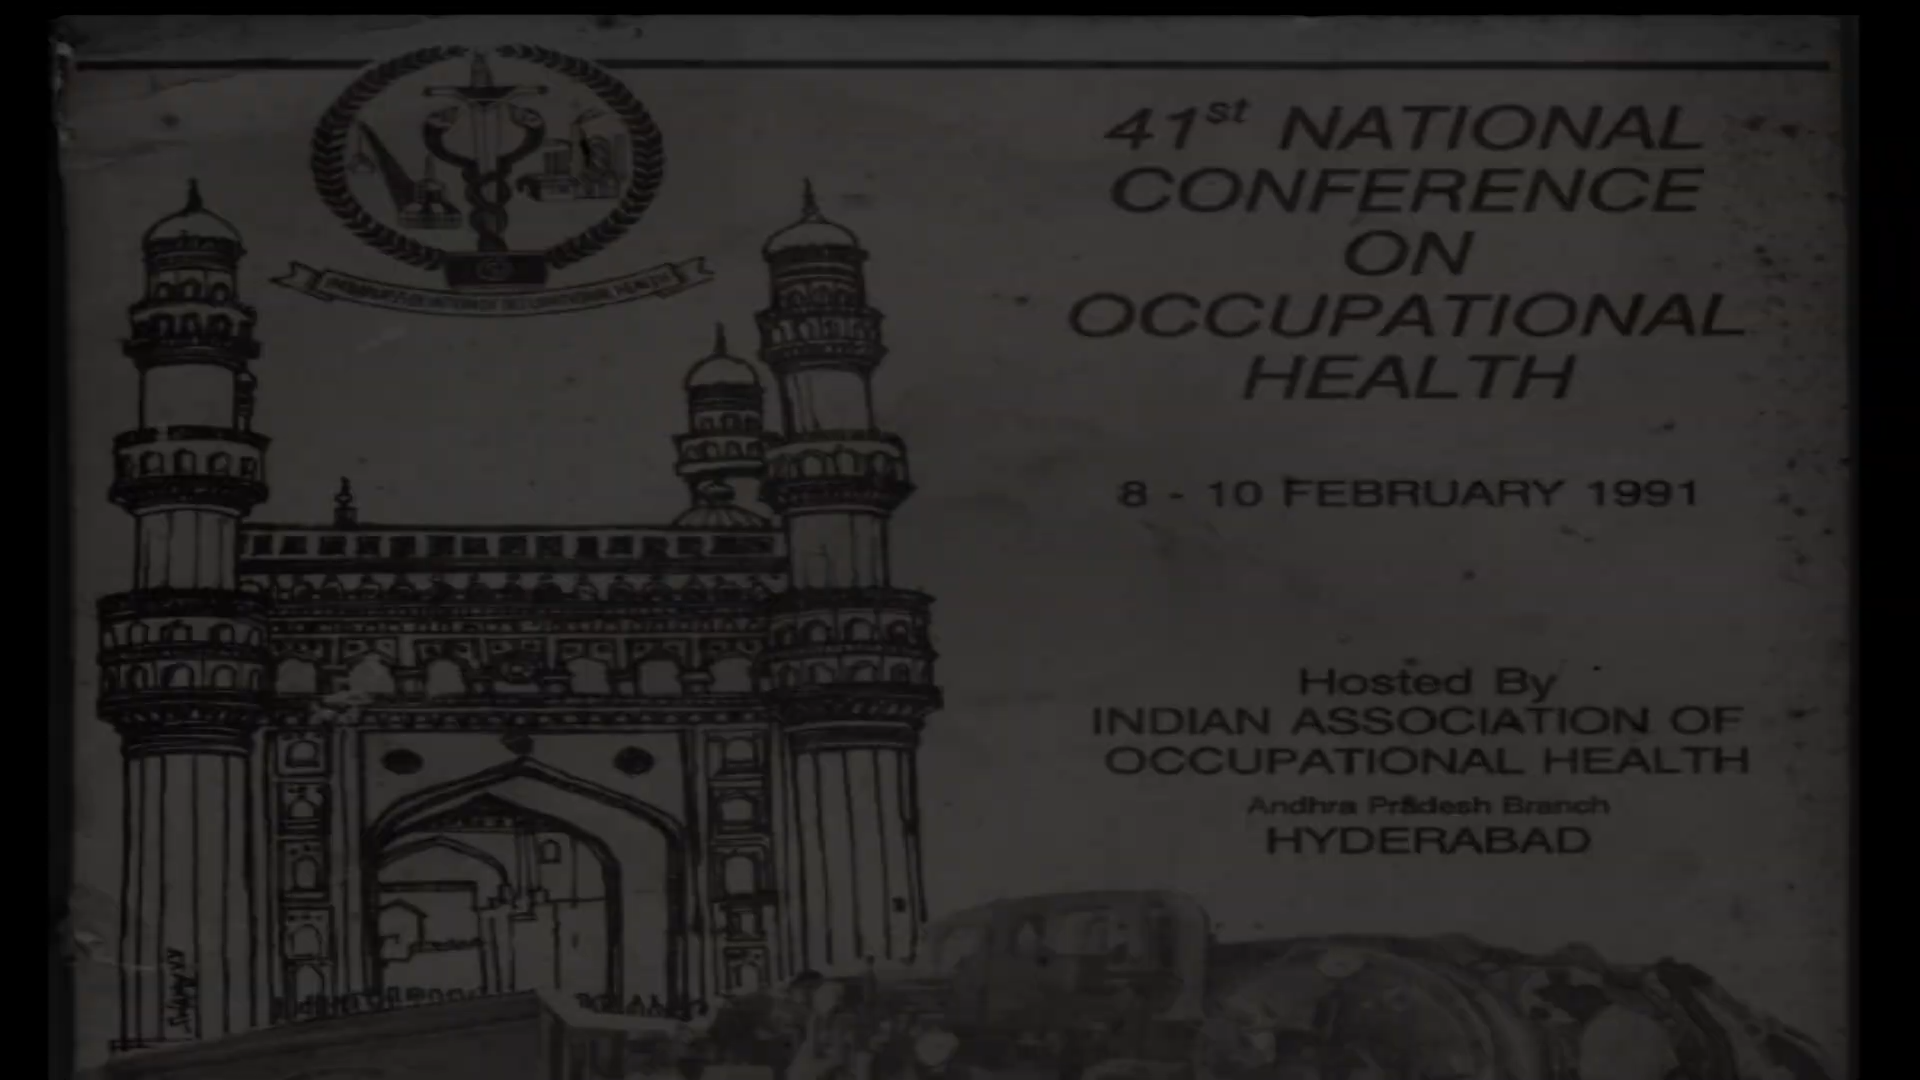 41st NATIONAL
CONFERENCE
ON
OCCUPATIONAL
HEALTH
8 - 10 FEBRUARY 1991
Hosted By
INDIAN ASSOCIATION OF
OCCUPATIONAL HEALTH
Andhra Pradesh Branch
HYDERABAD